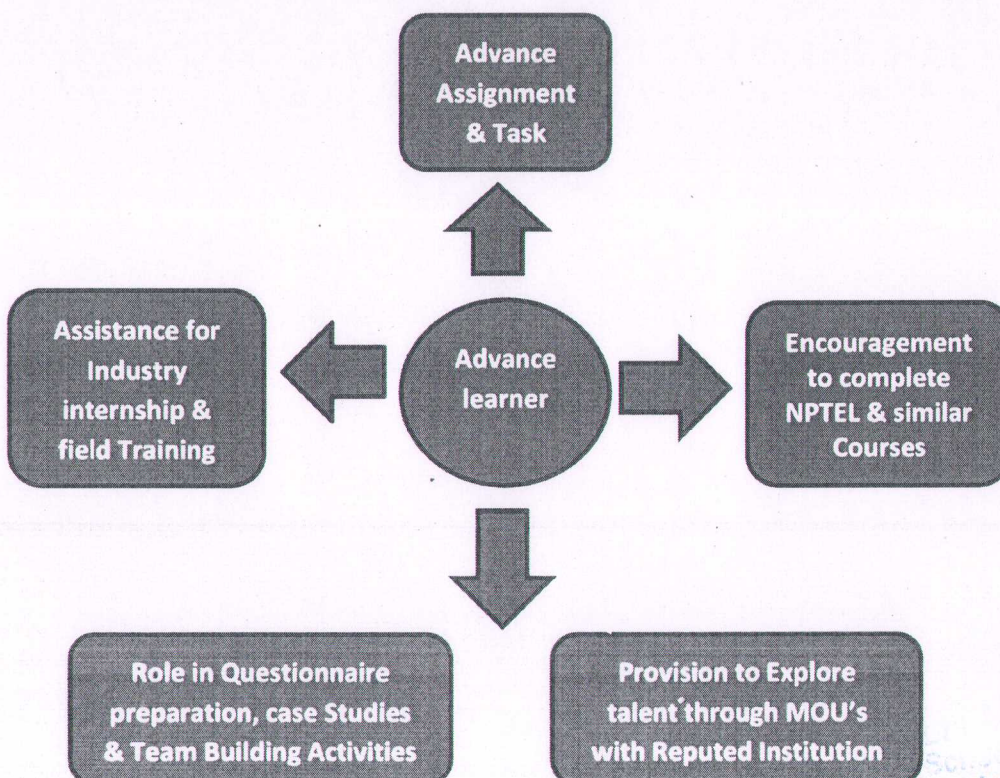 Advance
Assignment
& Task
Assistance for
Industry
internship &
field Training
Advance
learner
Encouragement
to complete
NPTEL & similar
Courses
Role in Questionnaire
preparation, case Studies
& Team Building Activities
Provision to Explore
talent through MOU's
with Reputed Institution